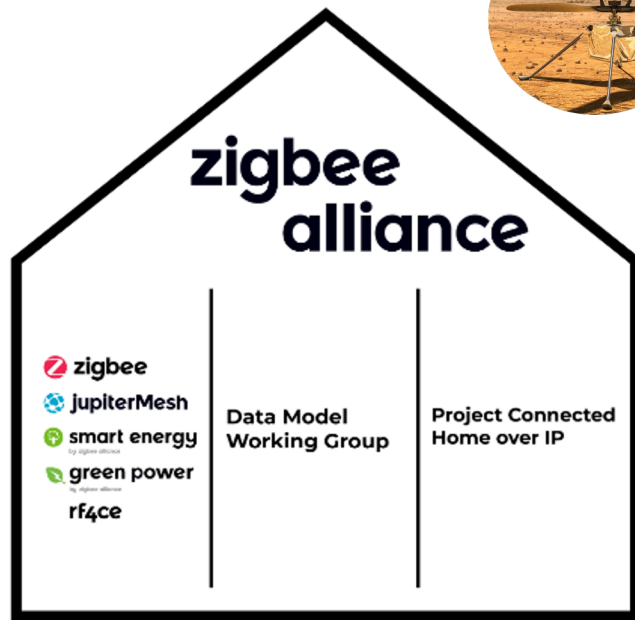 zigbee
alliance
zigbee
jupiterMesh
smart energy
by zigbee alliance
green power
by zigbee alliance
rf4ce
Data Model
Working Group
Project Connected
Home over IP